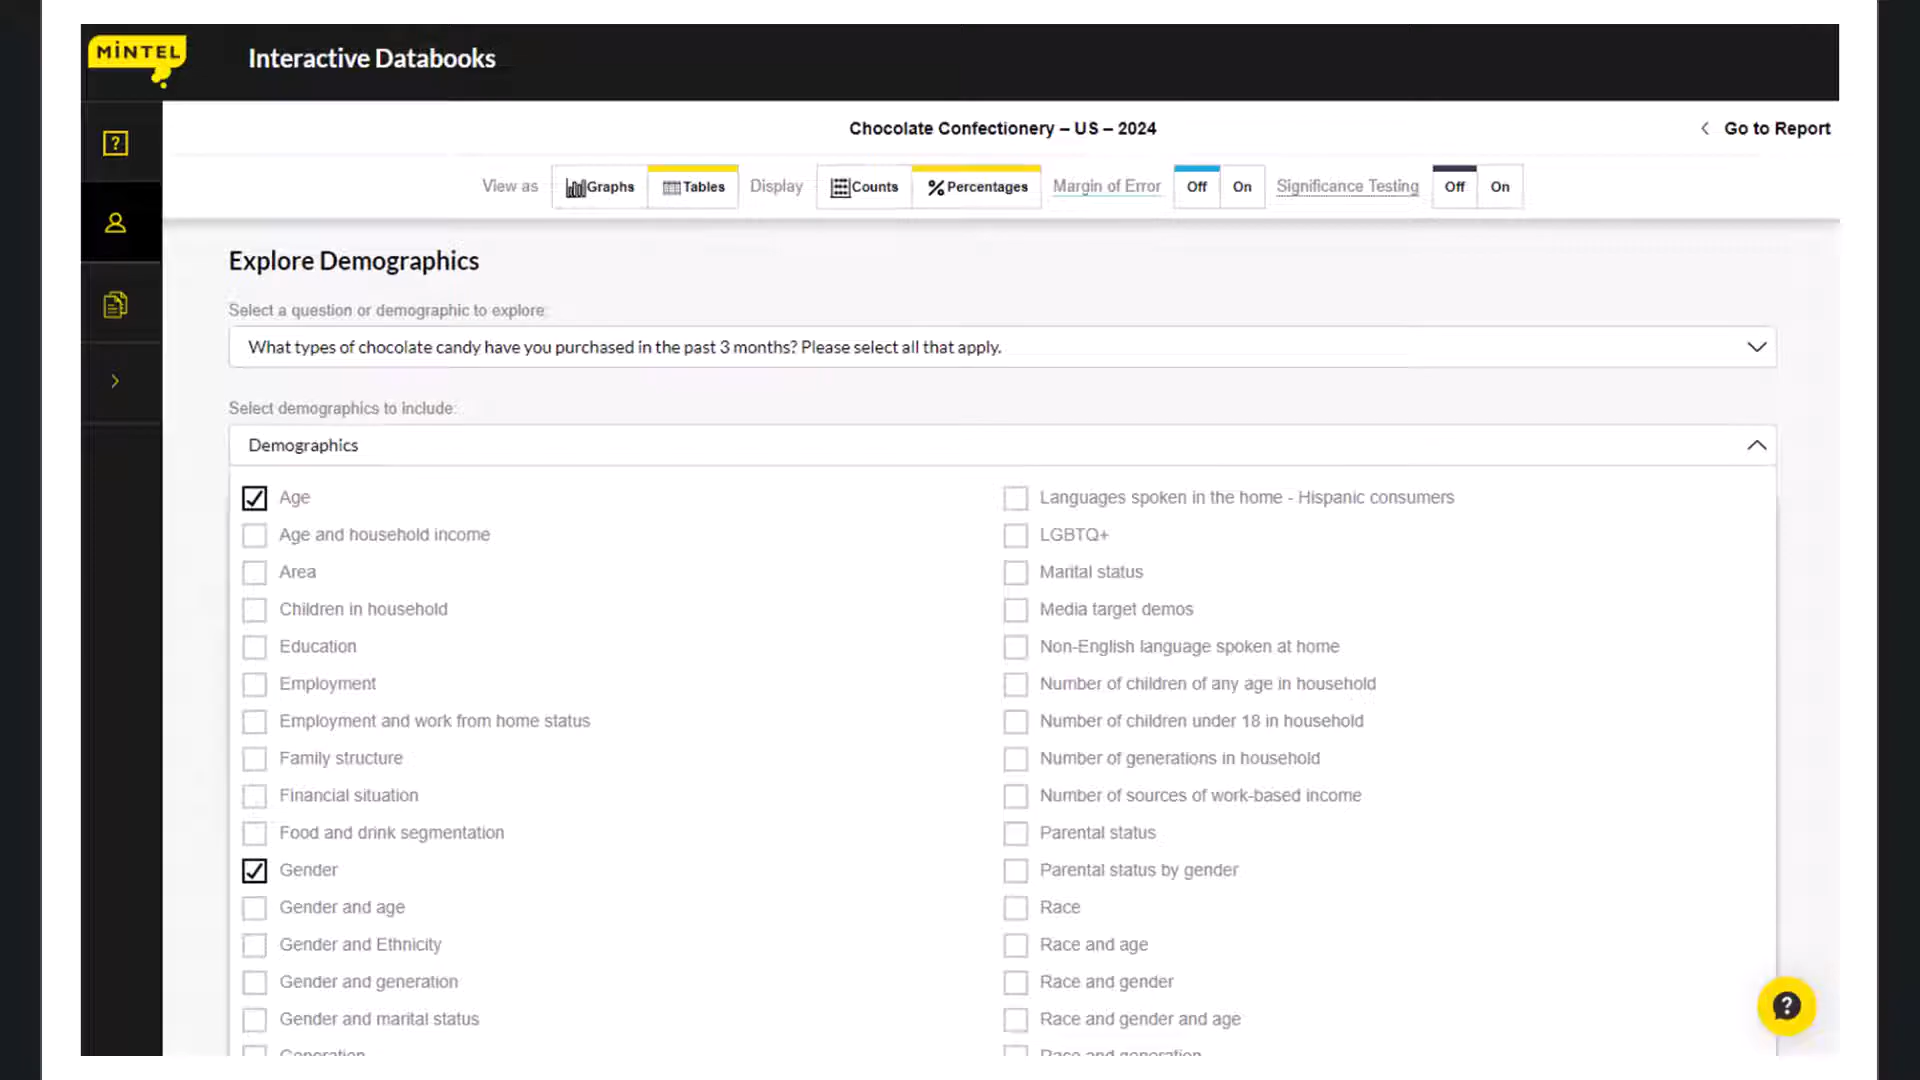 MINTEL
Interactive Databooks
Chocolate Confectionery – US – 2024
Go to Report
View as
Graphs
Tables
Display
Counts
Percentages
Margin of Error
Off
On
Significance Testing
Off
On
Explore Demographics
Select a question or demographic to explore:
What types of chocolate candy have you purchased in the past 3 months? Please select all that apply.
Select demographics to include:
Demographics
Age
Age and household income
Area
Children in household
Education
Employment
Employment and work from home status
Family structure
Financial situation
Food and drink segmentation
Gender
Gender and age
Gender and Ethnicity
Gender and generation
Gender and marital status
Generation
Languages spoken in the home - Hispanic consumers
LGBTQ+
Marital status
Media target demos
Non-English language spoken at home
Number of children of any age in household
Number of children under 18 in household
Number of generations in household
Number of sources of work-based income
Parental status
Parental status by gender
Race
Race and age
Race and gender
Race and gender and age
Race and generation